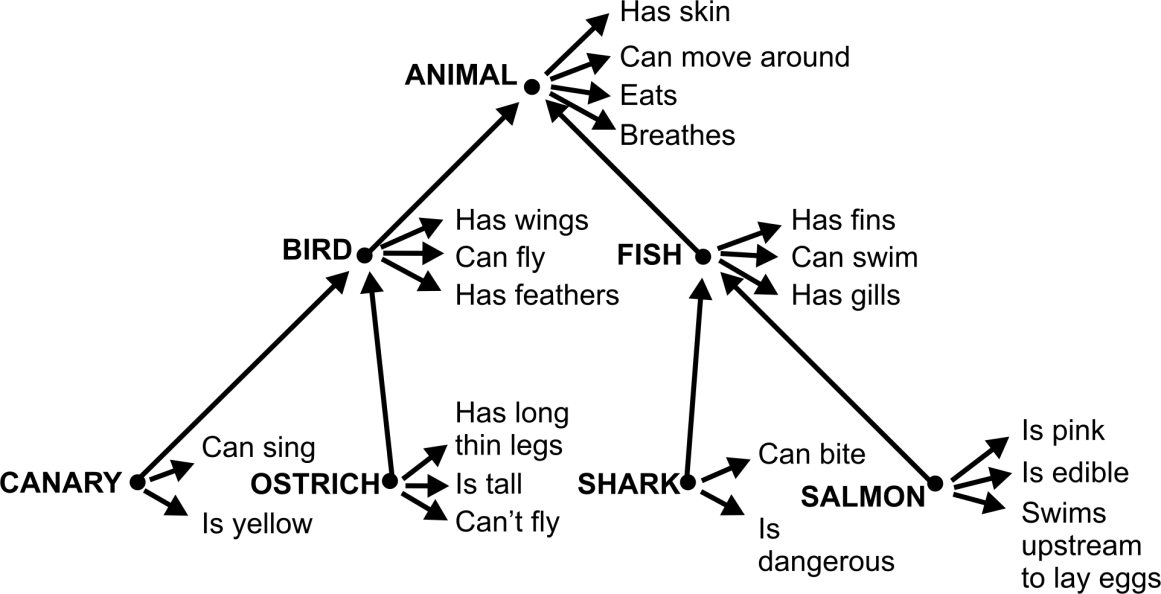 Has skin
Can move around
ANIMAL
Eats
Breathes
BIRD
Has wings
Can fly
Has feathers
FISH
Has fins
Can swim
Has gills
CANARY
Can sing
Is yellow
OSTRICH
Has long
thin legs
Is tall
Can’t fly
SHARK
Can bite
Is
dangerous
SALMON
Is pink
Is edible
Swims
upstream
to lay eggs